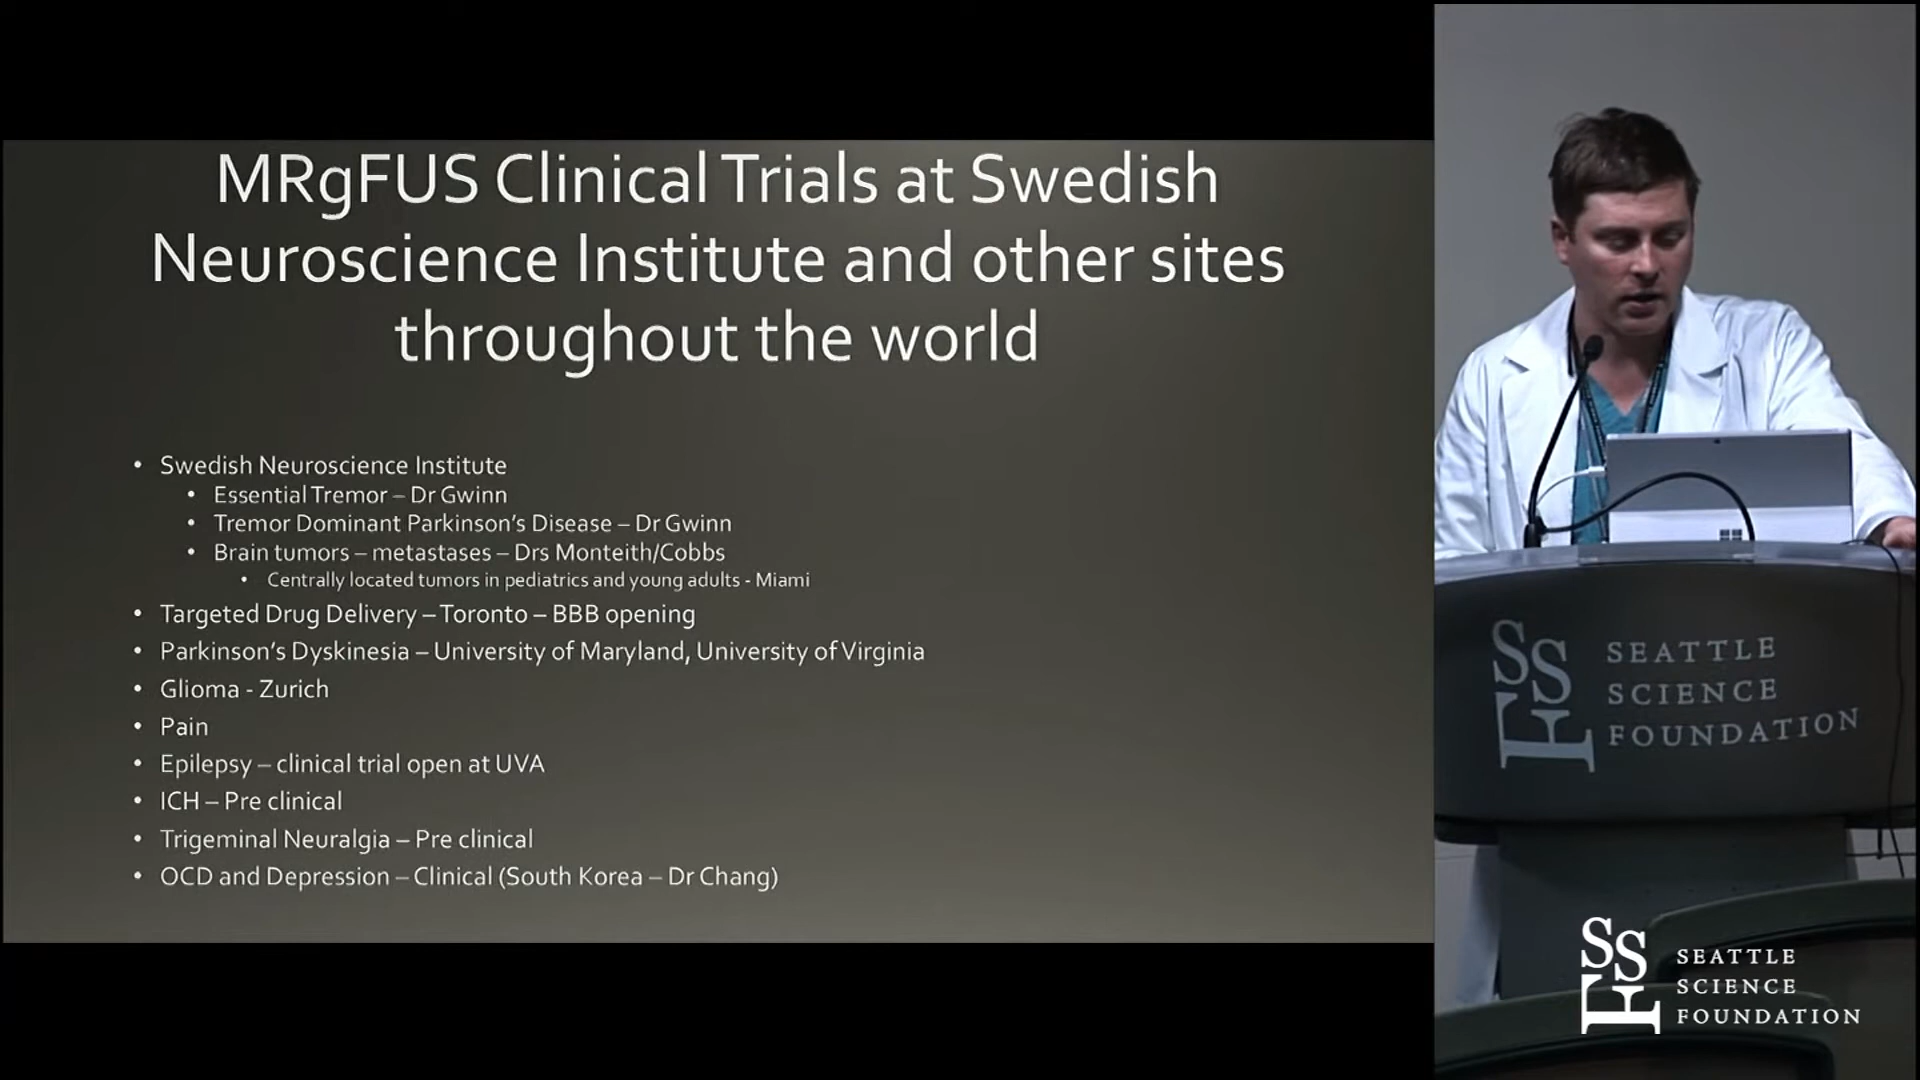 MRgFUS Clinical Trials at Swedish
Neuroscience Institute and other sites
throughout the world
• Swedish Neuroscience Institute
• Essential Tremor – Dr Gwinn
• Tremor Dominant Parkinson's Disease – Dr Gwinn
• Brain tumors – metastases – Drs Monteith/Cobbs
• Centrally located tumors in pediatrics and young adults - Miami
• Targeted Drug Delivery – Toronto – BBB opening
• Parkinson's Dyskinesia – University of Maryland, University of Virginia
• Glioma - Zurich
• Pain
• Epilepsy – clinical trial open at UVA
• ICH – Pre clinical
• Trigeminal Neuralgia – Pre clinical
• OCD and Depression – Clinical (South Korea – Dr Chang)
SSF
SEATTLE
SCIENCE
FOUNDATION
SSF
SEATTLE
SCIENCE
FOUNDATION